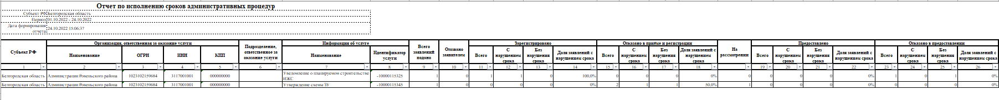 Отчет по исполнению сроков административных процедур
Субъект РФ Белгородская область
Период 01.10.2022 - 24.10.2022
Дата формирования отчета 24.10.2022 15:06:37
Субъект РФ Организация, ответственная за оказание услуги Подразделение, ответственное за оказание услуги Информация об услуге Всего заявлений подано Отозвано заявителем Зарегистрировано Отказано в приёме и регистрации На рассмотрении Предоставлено Отказано в предоставлении
Наименование ОГРН ИНН КПП Наименование Идентификатор услуги Всего С нарушением срока Без нарушения срока Доля заявлений с нарушением срока Всего С нарушением срока Без нарушения срока Доля заявлений с нарушением срока Всего С нарушением срока Без нарушения срока Доля заявлений с нарушением срока Всего С нарушением срока Без нарушения срока Доля заявлений с нарушением срока
1 2 3 4 5 6 7 8 9 10 11 12 13 14 15 16 17 18 19 20 21 22 23 24 25 26
Белгородская область Администрации Ровеньского района 1023102159684 3117001001 000000000 Уведомление о планируемом строительстве ИЖС -10000115325 1 0 1 1 0 100,0% 0 0 0 0% 0 0 0 0 0% 1 0 1 0%
Белгородская область Администрации Ровеньского района 1023102159684 3117001001 000000000 Утверждение схемы ЗУ -10000115345 1 0 0 0 0 0% 2 1 1 50,0% 1 0 0 0 0% 0 0 0 0%